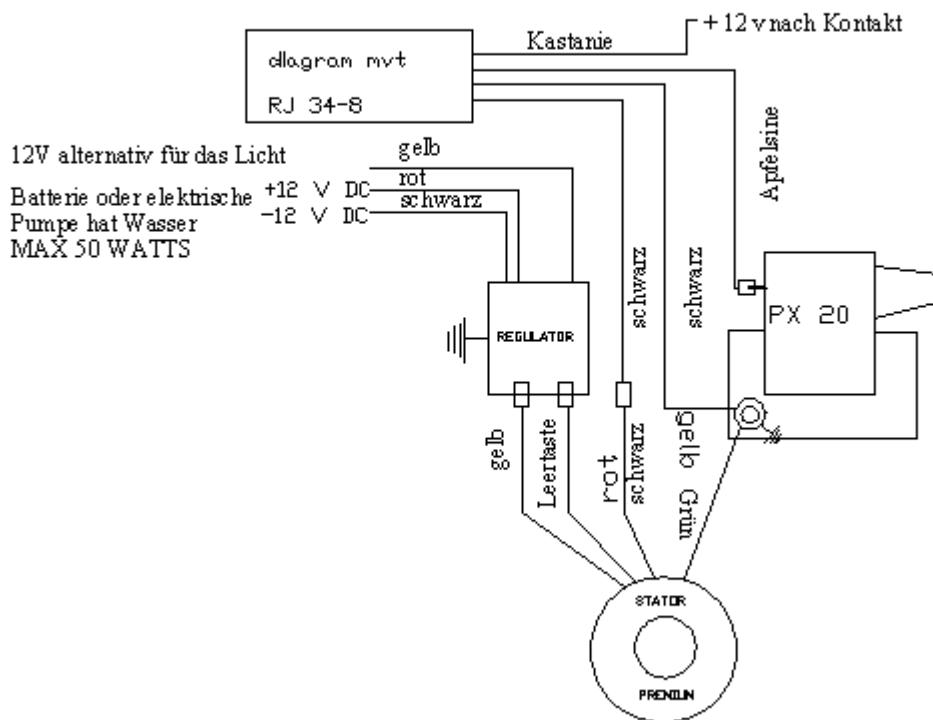 + 12 v nach Kontakt
Kastanie
dIagram mvt
RJ 34-8
Apfelsine
12V alternativ für das Licht
gelb
rot
schwarz
Batterie oder elektrische
Pumpe hat Wasser
MAX 50 WATTS
+12 V DC
-12 V DC
schwarz
schwarz
PX 20
REGULATOR
gelb
Leertaste
rot
schwarz
gelb Grün
STATOR
PREMIUN